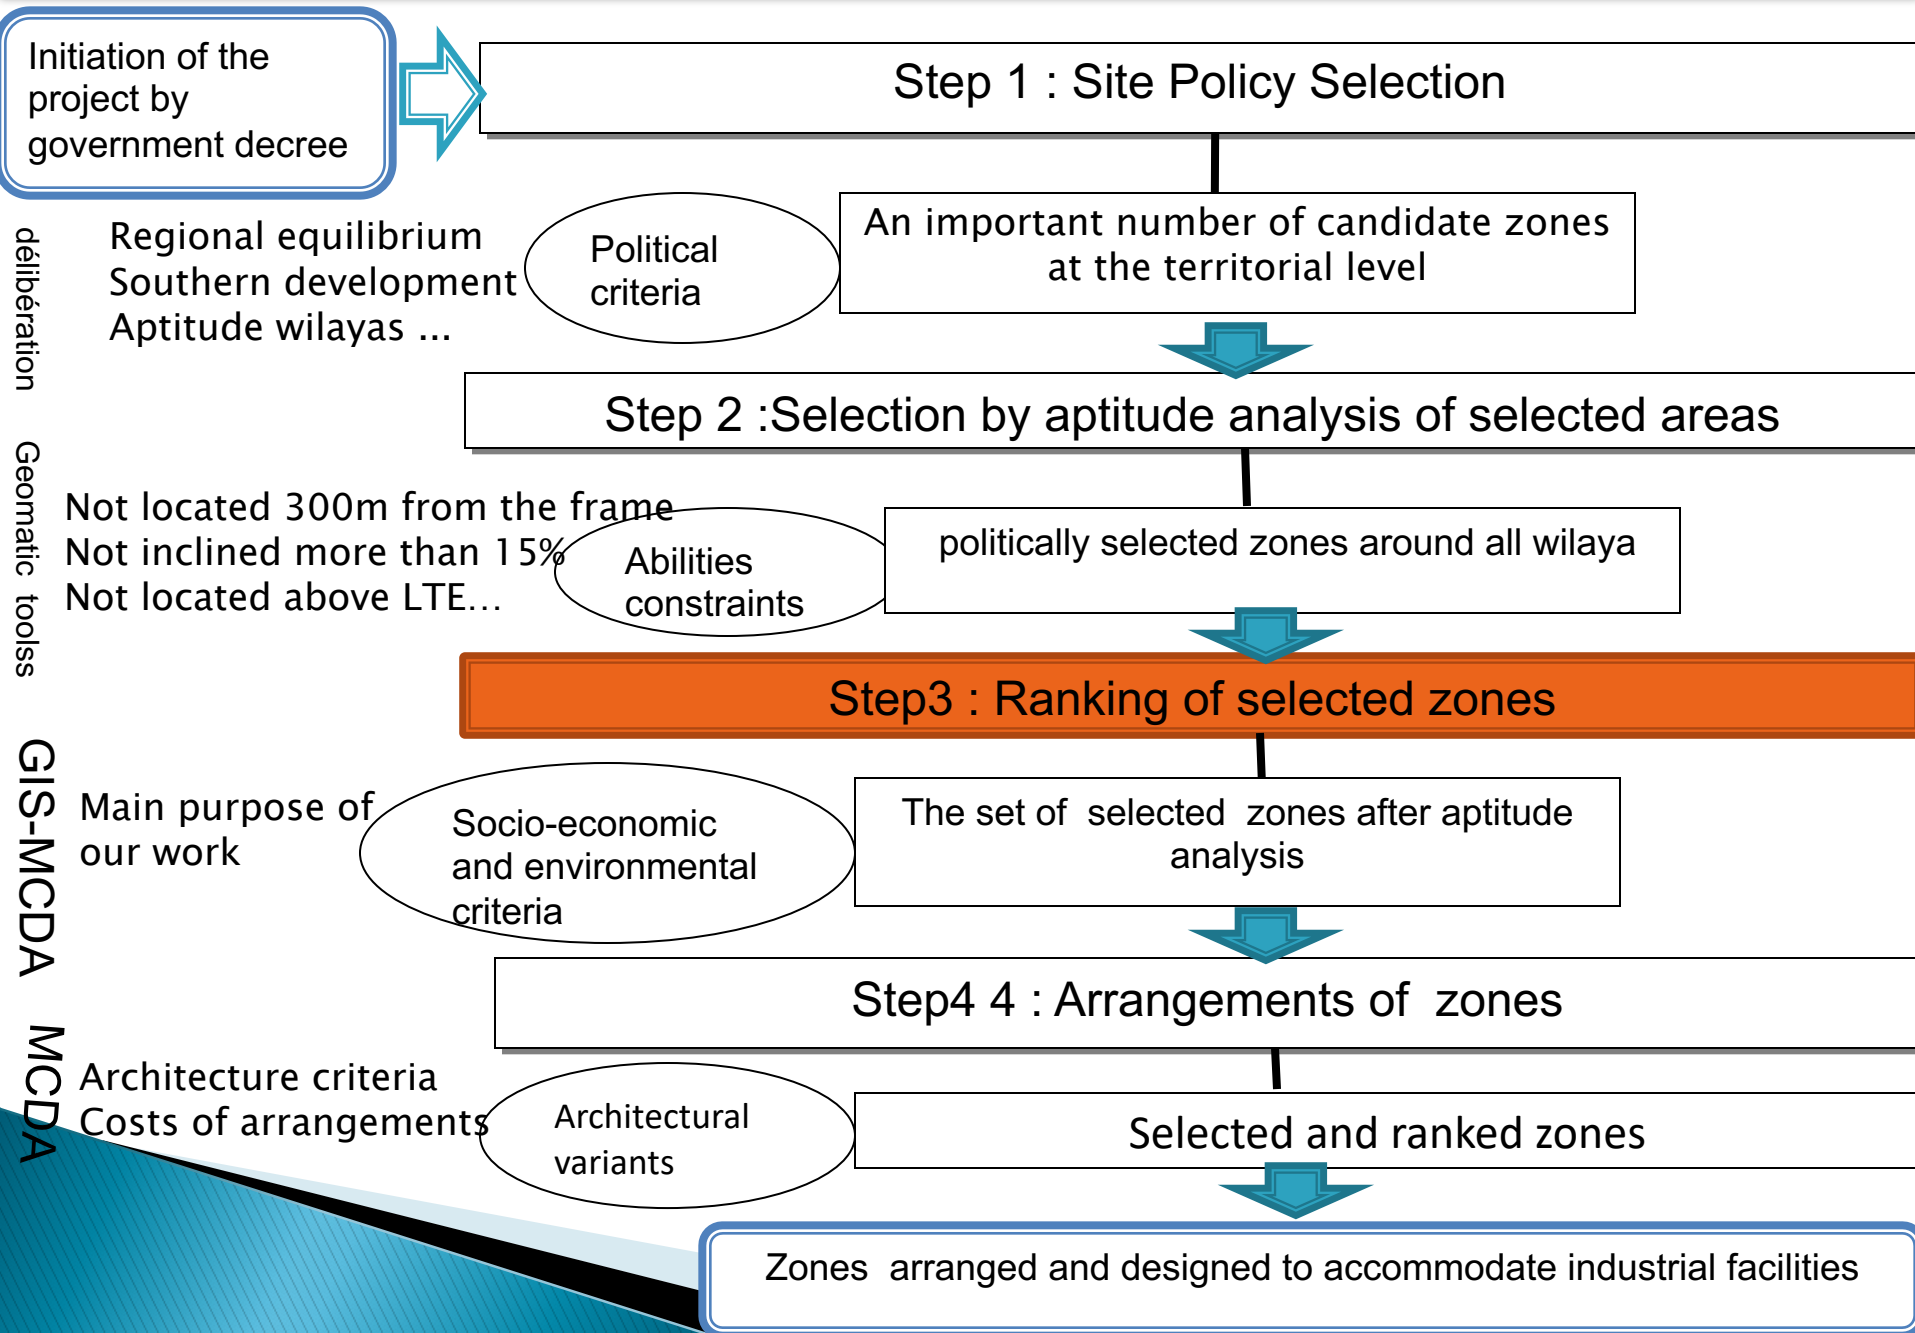 Initiation of the
project by
government decree
Step 1 : Site Policy Selection
délibération
Regional equilibrium
Southern development
Aptitude wilayas ...
Political
criteria
An important number of candidate zones
at the territorial level
Step 2 :Selection by aptitude analysis of selected areas
Geomatic toolss
Not located 300m from the frame
Not inclined more than 15%
Not located above LTE...
Abilities
constraints
politically selected zones around all wilaya
Step3 : Ranking of selected zones
GIS-MCDA
Main purpose of
our work
Socio-economic
and environmental
criteria
The set of selected zones after aptitude
analysis
Step4 4 : Arrangements of zones
MCDA
Architecture criteria
Costs of arrangements
Architectural
variants
Selected and ranked zones
Zones arranged and designed to accommodate industrial facilities